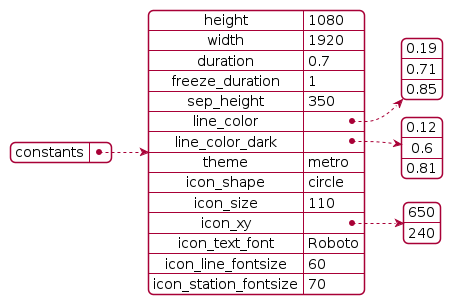 constants
height 1080
width 1920
duration 0.7
freeze_duration 1
sep_height 350
line_color
line_color_dark
theme metro
icon_shape circle
icon_size 110
icon_xy
icon_text_font Roboto
icon_line_fontsize 60
icon_station_fontsize 70
0.19
0.71
0.85
0.12
0.6
0.81
650
240